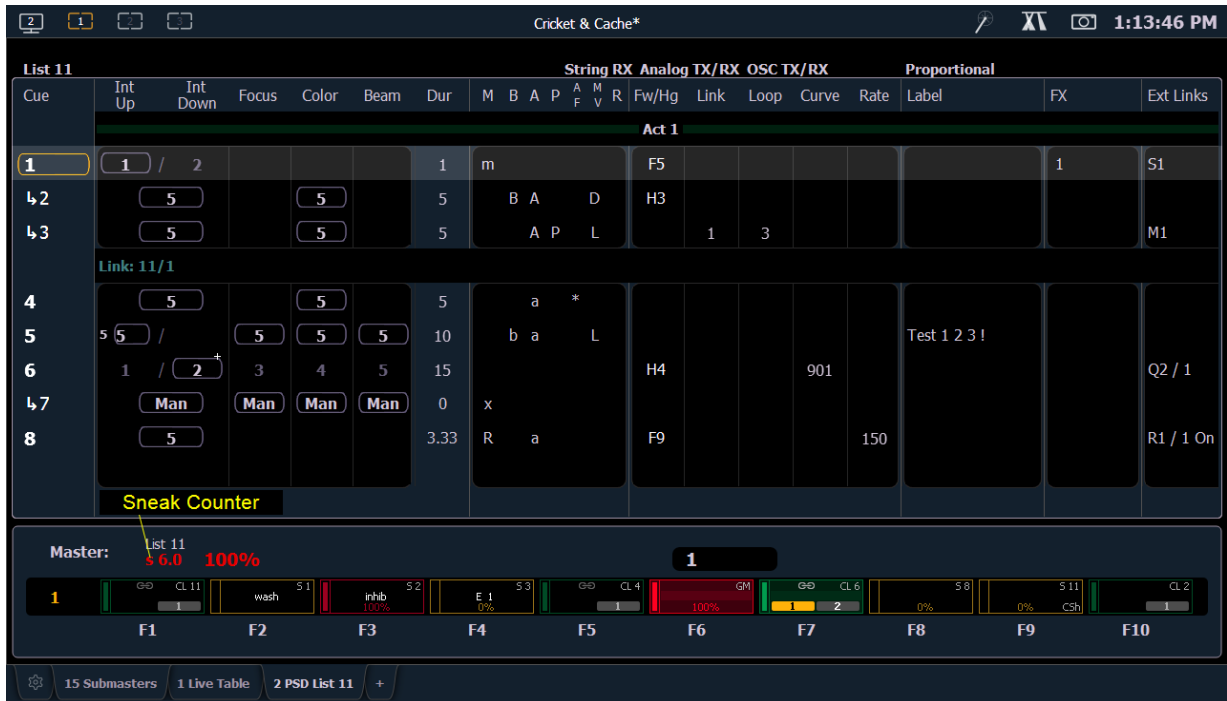 2 1 2 3 Cricket & Cache* 1:13:46 PM
List 11 String RX Analog TX/RX OSC TX/RX Proportional
Cue Int Up Int Down Focus Color Beam Dur M B A P AF MV R Fw/Hg Link Loop Curve Rate Label FX Ext Links
Act 1
1 1 / 2 1 m F5 1 S1
↳2 5 5 5 B A D H3
↳3 5 5 5 A P L 1 3 M1
Link: 11/1
4 5 5 5 a *
5 5 5 / 5 5 5 10 b a L Test 1 2 3 !
6 1 / 2 + 3 4 5 15 H4 901 Q2 / 1
↳7 Man Man Man Man 0 x
8 5 3.33 R a F9 150 R1 / 1 On
Sneak Counter
Master: List 11 1
s 6.0 100%
CL 11 S 1 S 2 S 3 CL 4 GM CL 6 S 8 S 11 CL 2
1 1 wash inhib 100% E 1 0% 1 100% 1 2 0% 0% CSh 1
F1 F2 F3 F4 F5 F6 F7 F8 F9 F10
15 Submasters 1 Live Table 2 PSD List 11 +